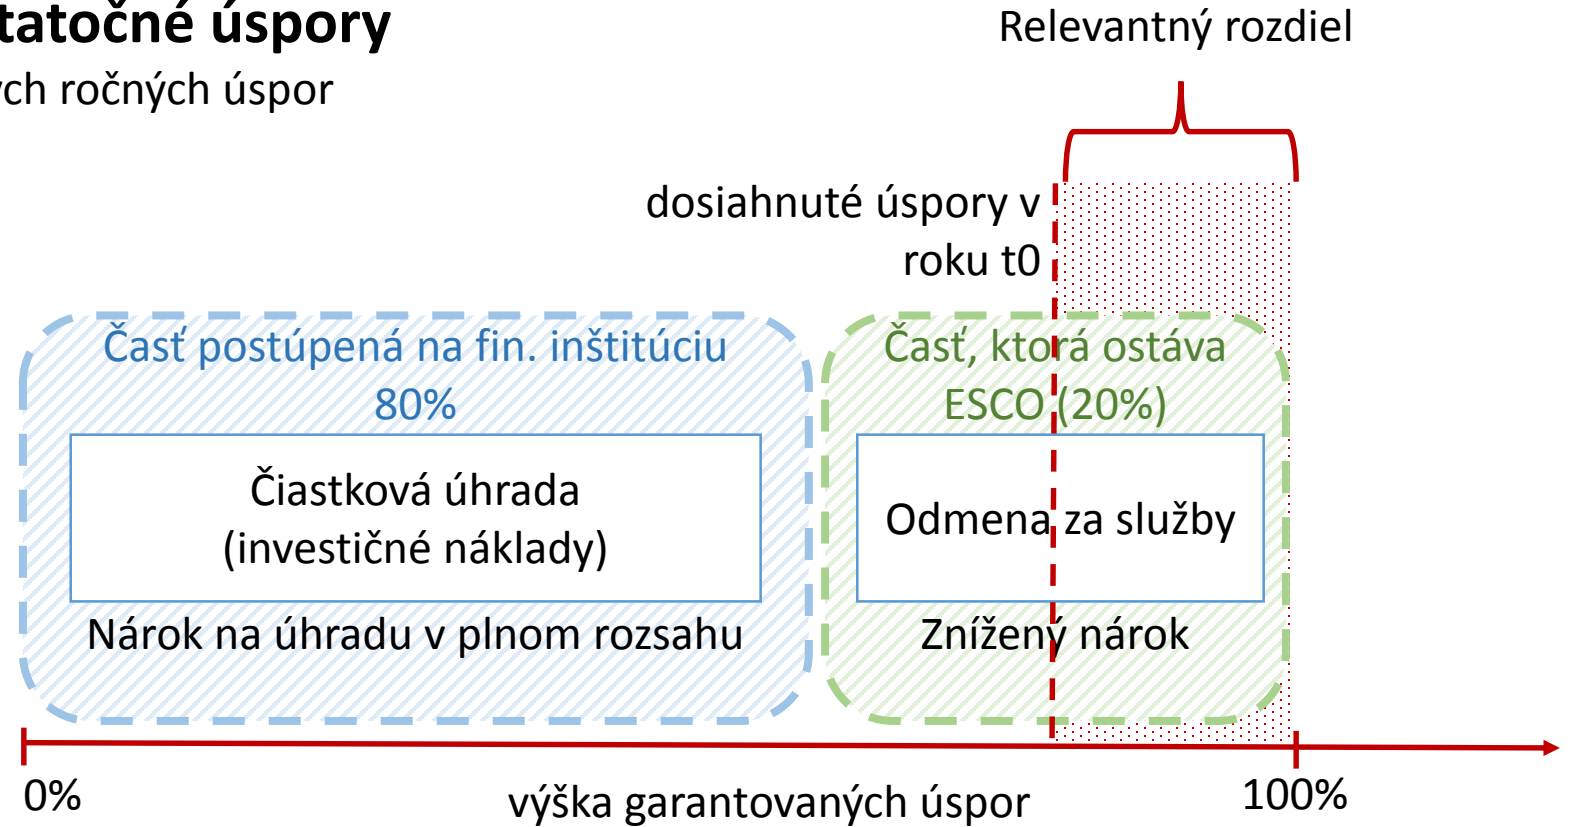 tatočné úspory
ch ročných úspor
Relevantný rozdiel
dosiahnuté úspory v
roku t0
Časť postúpená na fin. inštitúciu
80%
Čiastková úhrada
(investičné náklady)
Nárok na úhradu v plnom rozsahu
Časť, ktorá ostáva
ESCO (20%)
Odmena za služby
Znížený nárok
0%
výška garantovaných úspor
100%